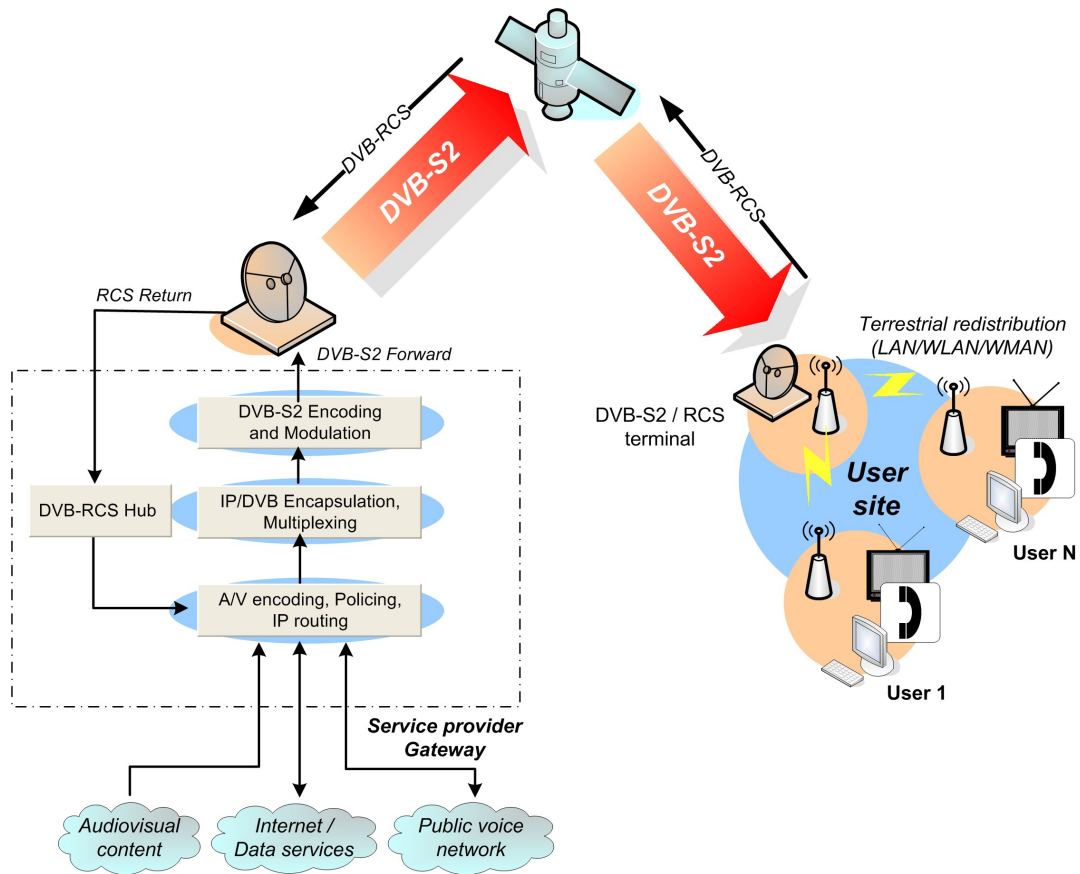 DVB-RCS
DVB-S2
DVB-RCS
DVB-S2
RCS Return
DVB-S2 Forward
Terrestrial redistribution
(LAN/WLAN/WMAN)
DVB-S2 Encoding
and Modulation
DVB-S2 / RCS
terminal
DVB-RCS Hub
IP/DVB Encapsulation,
Multiplexing
User
site
User N
A/V encoding, Policing,
IP routing
User 1
Service provider
Gateway
Audiovisual
content
Internet /
Data services
Public voice
network